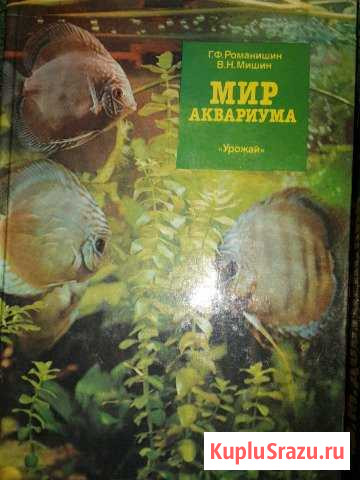 Г.Ф.Романишин
В.Н.Мишин
МИР
АКВАРИУМА
«Урожай»
KupluSrazu.ru